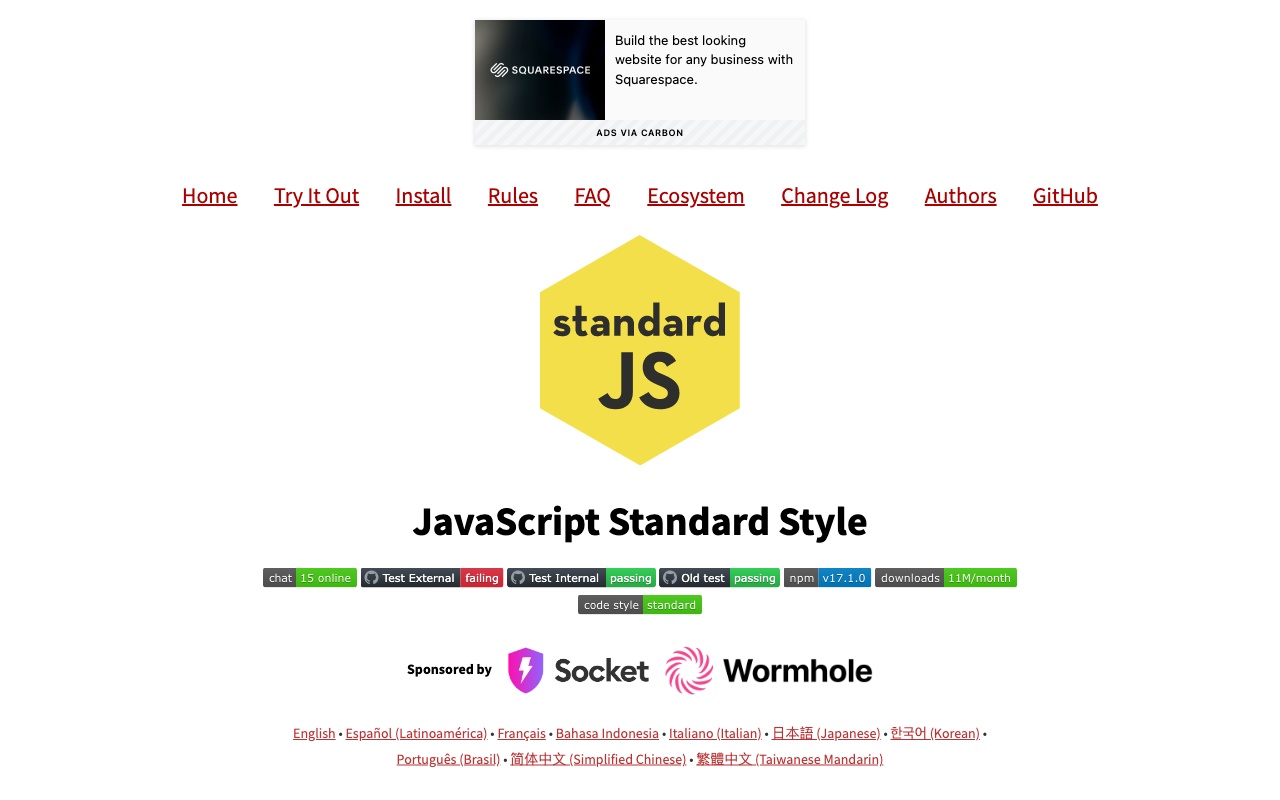 SQUARESPACE
Build the best looking
website for any business with
Squarespace.
ADS VIA CARBON
Home Try It Out Install Rules FAQ Ecosystem Change Log Authors GitHub
standard
JS
JavaScript Standard Style
chat 15 online Test External failing Test Internal passing Old test passing npm v17.1.0 downloads 11M/month
code style standard
Sponsored by Socket Wormhole
English • Español (Latinoamérica) • Français • Bahasa Indonesia • Italiano (Italian) • 日本語 (Japanese) • 한국어 (Korean) •
Português (Brasil) • 简体中文 (Simplified Chinese) • 繁體中文 (Taiwanese Mandarin)